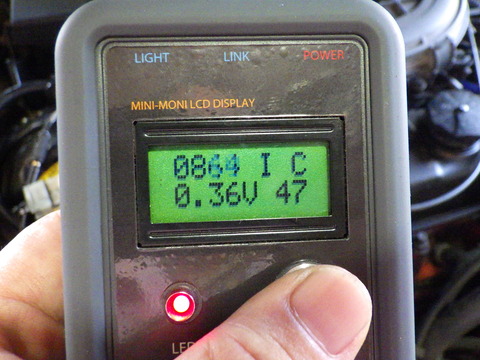 LIGHT LINK POWER
MINI-MONI LCD DISPLAY
0864 I C
0.36V 47